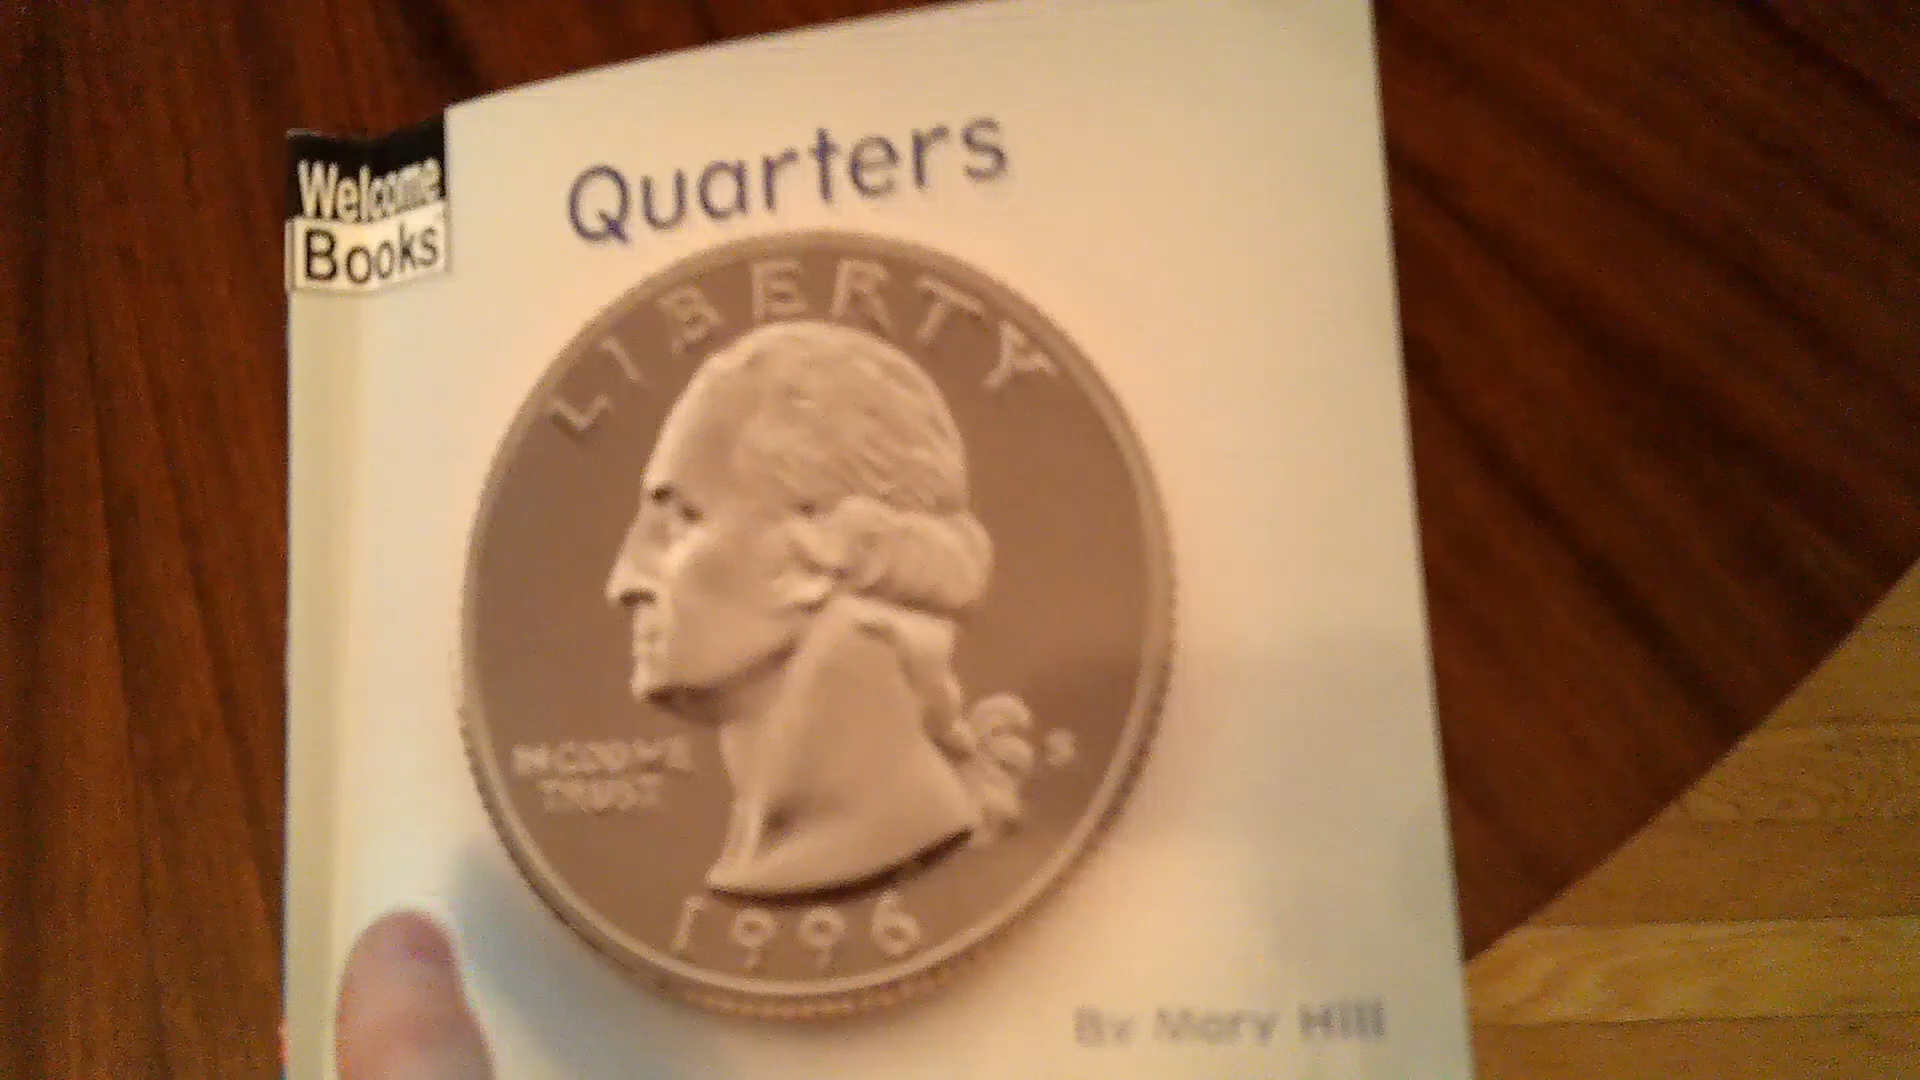 Welcome
Books
Quarters
LIBERTY
IN GOD WE
TRUST
S
1996
By Mary Hill